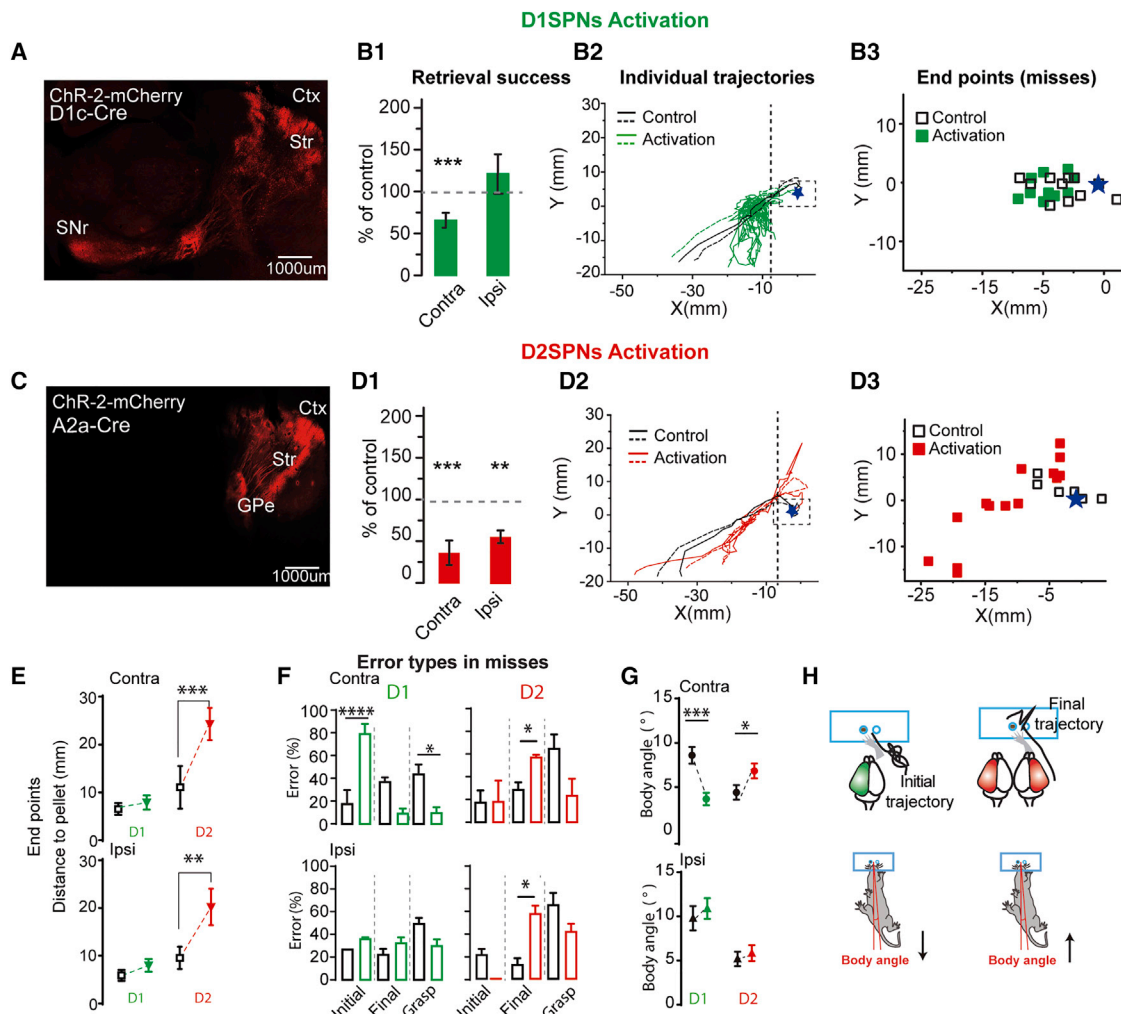 D1SPNs Activation
A
ChR-2-mCherry
D1c-Cre
Ctx
Str
SNr
1000um
B1
Retrieval success
% of control
200
150
100
50
0
***
Contra
Ipsi
B2
Individual trajectories
Control
Activation
Y (mm)
30
20
10
0
-10
-20
-50
-30
-10
X(mm)
B3
End points (misses)
Control
Activation
Y (mm)
10
0
-10
-25
-15
-5
0
X(mm)
D2SPNs Activation
C
ChR-2-mCherry
A2a-Cre
Ctx
Str
GPe
1000um
D1
% of control
200
150
100
50
0
***
**
Contra
Ipsi
D2
Control
Activation
Y (mm)
30
20
10
0
-10
20
-50
-30
-10
X(mm)
D3
Control
Activation
Y (mm)
10
0
-10
-25
-15
-5
0
X(mm)
E
Contra
End points
Distance to pellet (mm)
30
20
10
0
***
D1
D2
Ipsi
20
10
0
**
D1
D2
Error types in misses
F
Contra
D1
D2
Error (%)
100
80
60
40
20
0
****
*
*
Ipsi
Error (%)
100
80
60
40
20
0
*
Initial
Final
Grasp
Initial
Final
Grasp
G
Contra
Body angle (°)
15
10
5
0
***
*
Ipsi
Body angle (°)
15
10
5
0
D1
D2
H
Final
trajectory
Initial
trajectory
Body angle
Body angle